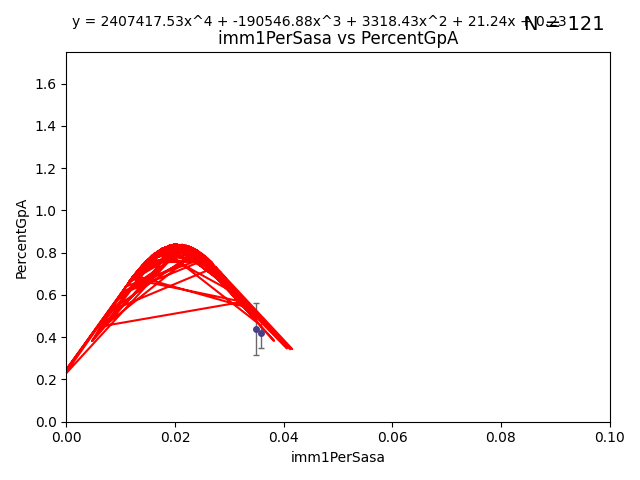 y = 2407417.53x^4 + -190546.88x^3 + 3318.43x^2 + 21.24x + 0.23
N = 121
imm1PerSasa vs PercentGpA
PercentGpA
1.6
1.4
1.2
1.0
0.8
0.6
0.4
0.2
0.0
0.00 0.02 0.04 0.06 0.08 0.10
imm1PerSasa